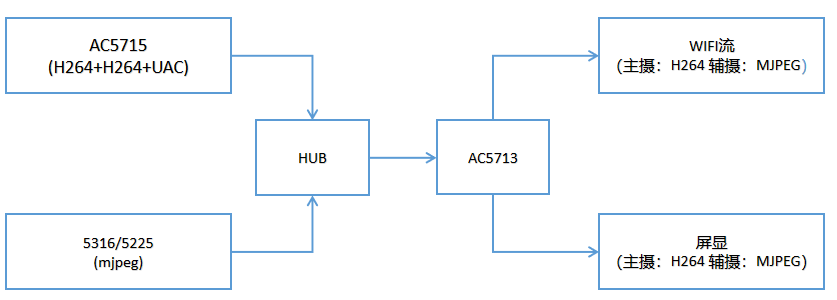 AC5715
(H264+H264+UAC)
WIFI流
（主摄：H264 辅摄：MJPEG）
HUB
AC5713
5316/5225
(mjpeg)
屏显
（主摄：H264 辅摄：MJPEG）